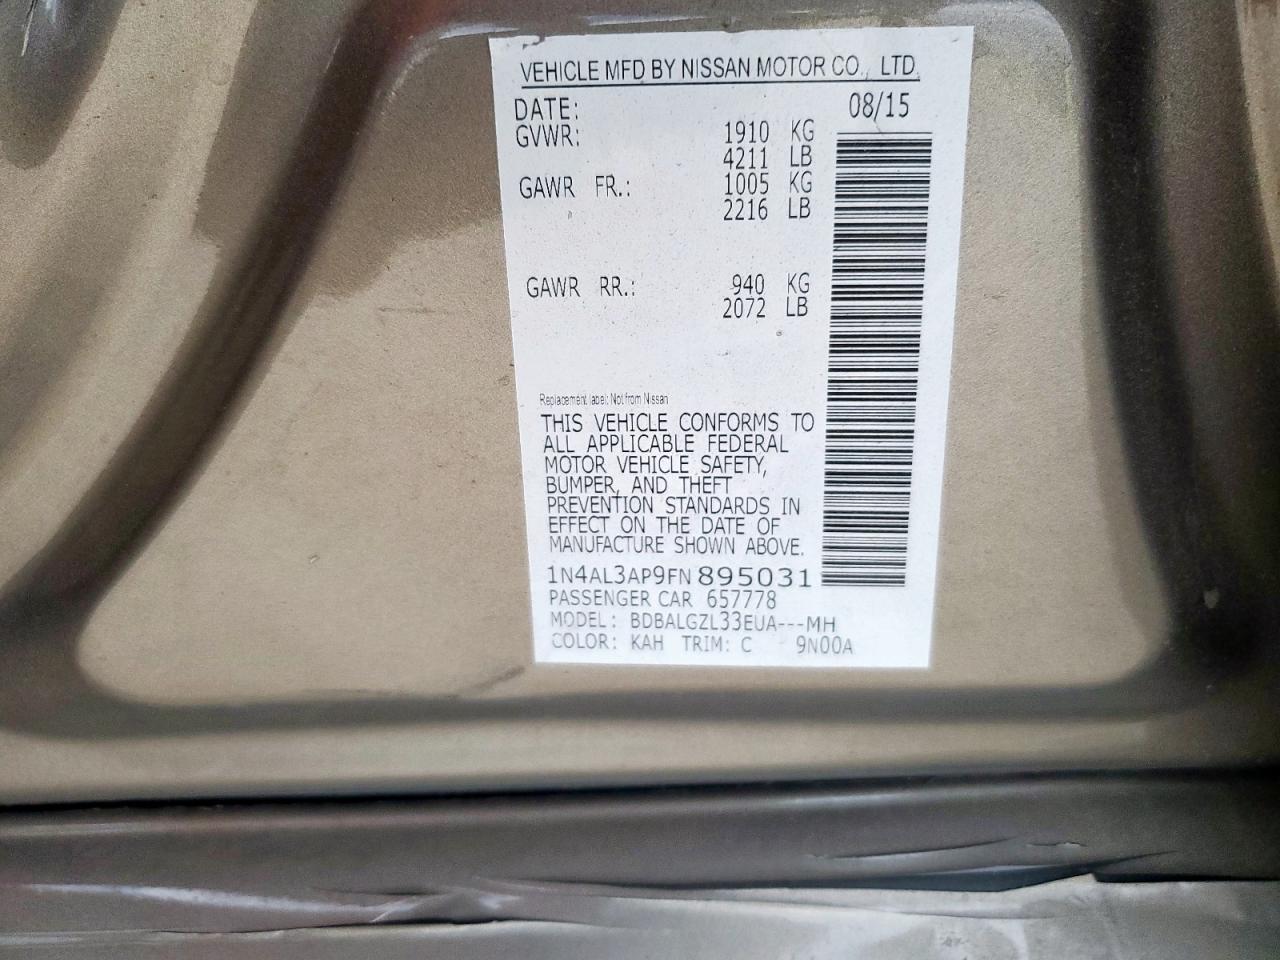 VEHICLE MFD BY NISSAN MOTOR CO., LTD.
DATE: 08/15
GVWR: 1910 KG
4211 LB
GAWR FR.: 1005 KG
2216 LB
GAWR RR.: 940 KG
2072 LB
Replacement label: Not from Nissan
THIS VEHICLE CONFORMS TO
ALL APPLICABLE FEDERAL
MOTOR VEHICLE SAFETY,
BUMPER, AND THEFT
PREVENTION STANDARDS IN
EFFECT ON THE DATE OF
MANUFACTURE SHOWN ABOVE.
1N4AL3AP9FN895031
PASSENGER CAR 657778
MODEL: BDBALGZL33EUA---MH
COLOR: KAH TRIM: C 9N00A